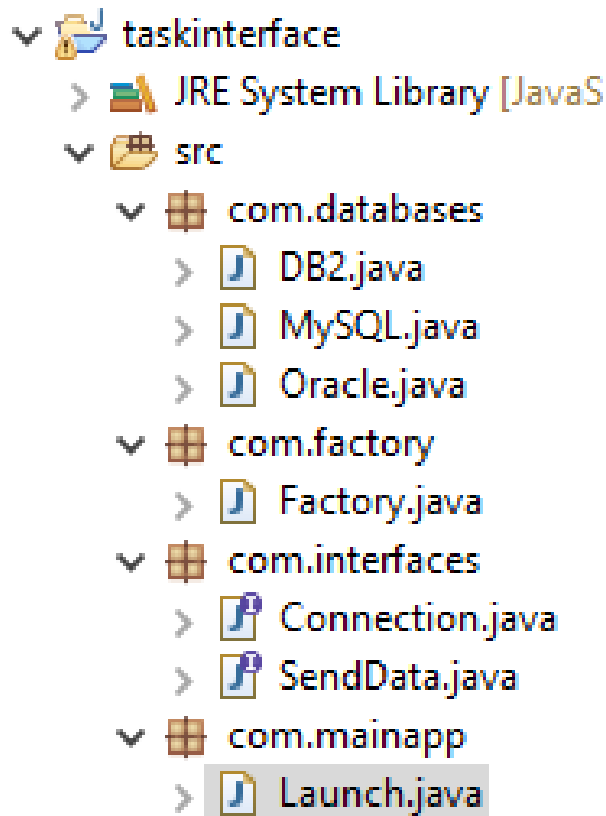 taskinterface
JRE System Library [JavaS
src
com.databases
DB2.java
MySQL.java
Oracle.java
com.factory
Factory.java
com.interfaces
Connection.java
SendData.java
com.mainapp
Launch.java